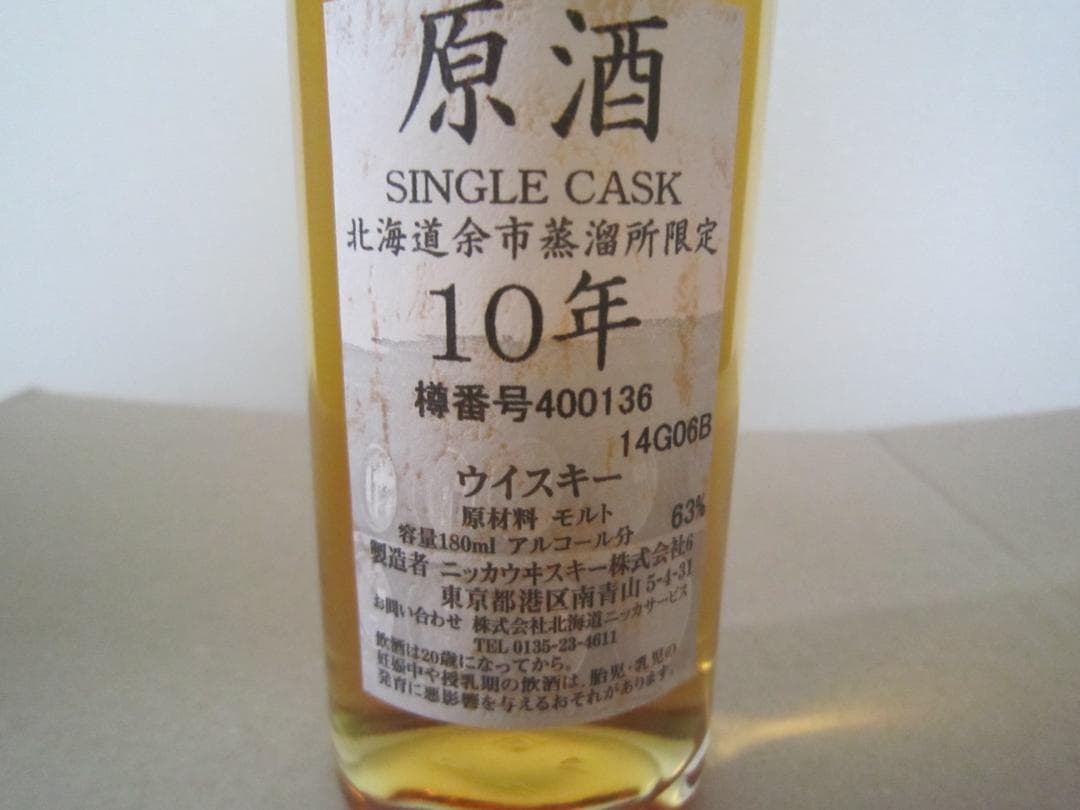 原酒
SINGLE CASK
北海道余市蒸溜所限定
10年
樽番号400136
14G06B
ウイスキー
原材料 モルト
容量180ml アルコール分 63%
製造者 ニッカウヰスキー株式会社6
東京都港区南青山 5-4-31
お問い合わせ 株式会社北海道ニッカサービス
TEL 0135-23-4611
飲酒は20歳になってから。
妊娠中や授乳期の飲酒は、胎児・乳児の
発育に悪影響を与えるおそれがあります。